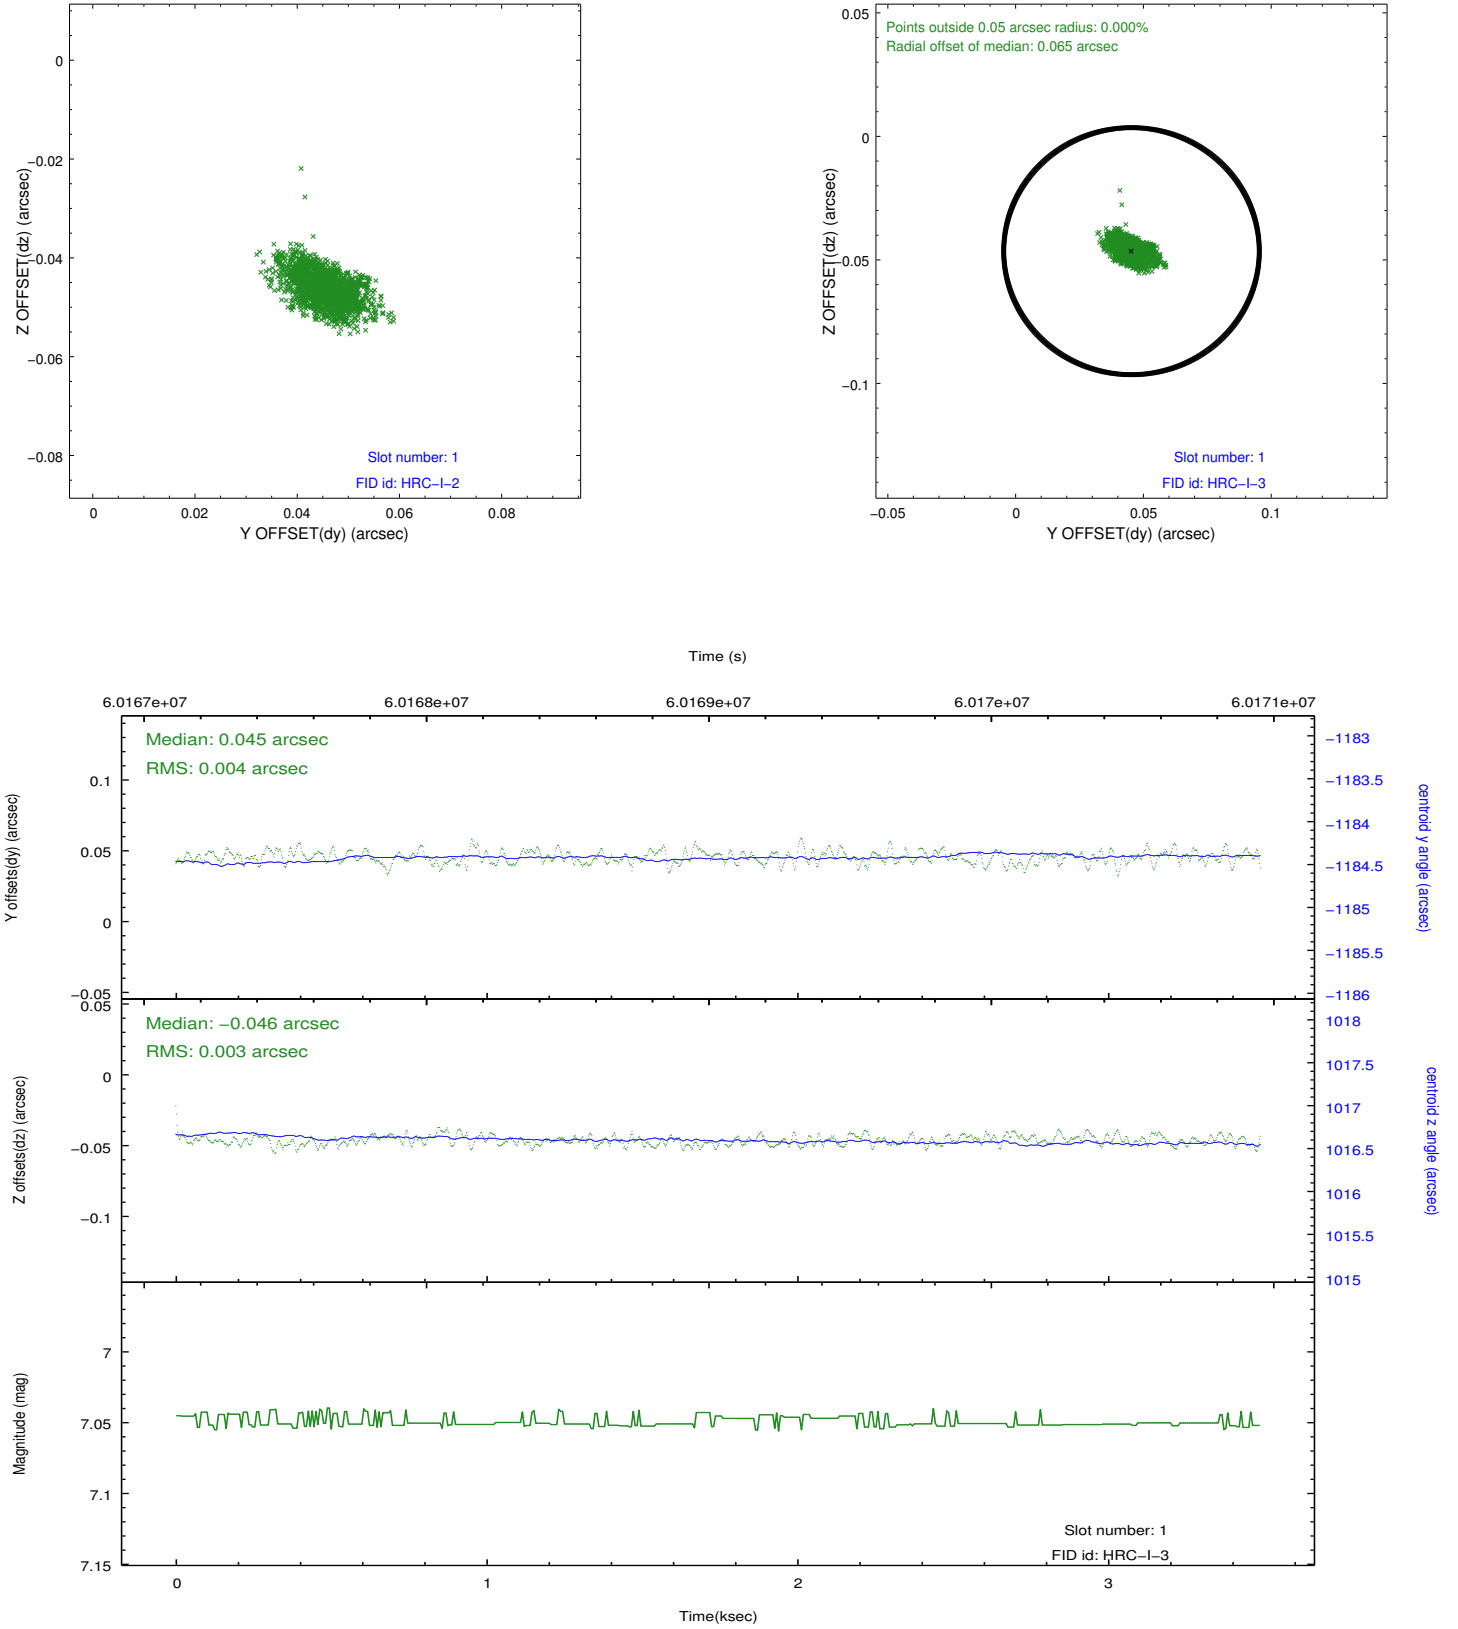 0
−0.02
−0.04
−0.06
−0.08
Z OFFSET(dz) (arcsec)
Slot number: 1
FID id: HRC−I−2
0
0.02
0.04
0.06
0.08
Y OFFSET(dy) (arcsec)
Points outside 0.05 arcsec radius: 0.000%
Radial offset of median: 0.065 arcsec
0.05
0
−0.05
−0.1
Z OFFSET(dz) (arcsec)
Slot number: 1
FID id: HRC−I−3
−0.05
0
0.05
0.1
Y OFFSET(dy) (arcsec)
Time (s)
6.0167e+07
6.0168e+07
6.0169e+07
6.017e+07
6.0171e+07
Median: 0.045 arcsec
RMS: 0.004 arcsec
0.1
0.05
0
−0.05
Y offsets(dy) (arcsec)
−1183
−1183.5
−1184
−1184.5
−1185
−1185.5
−1186
centroid y angle (arcsec)
Median: −0.046 arcsec
RMS: 0.003 arcsec
0.05
0
−0.05
−0.1
Z offsets(dz) (arcsec)
1018
1017.5
1017
1016.5
1016
1015.5
1015
centroid z angle (arcsec)
7
7.05
7.1
7.15
Magnitude (mag)
Slot number: 1
FID id: HRC−I−3
0
1
2
3
Time(ksec)